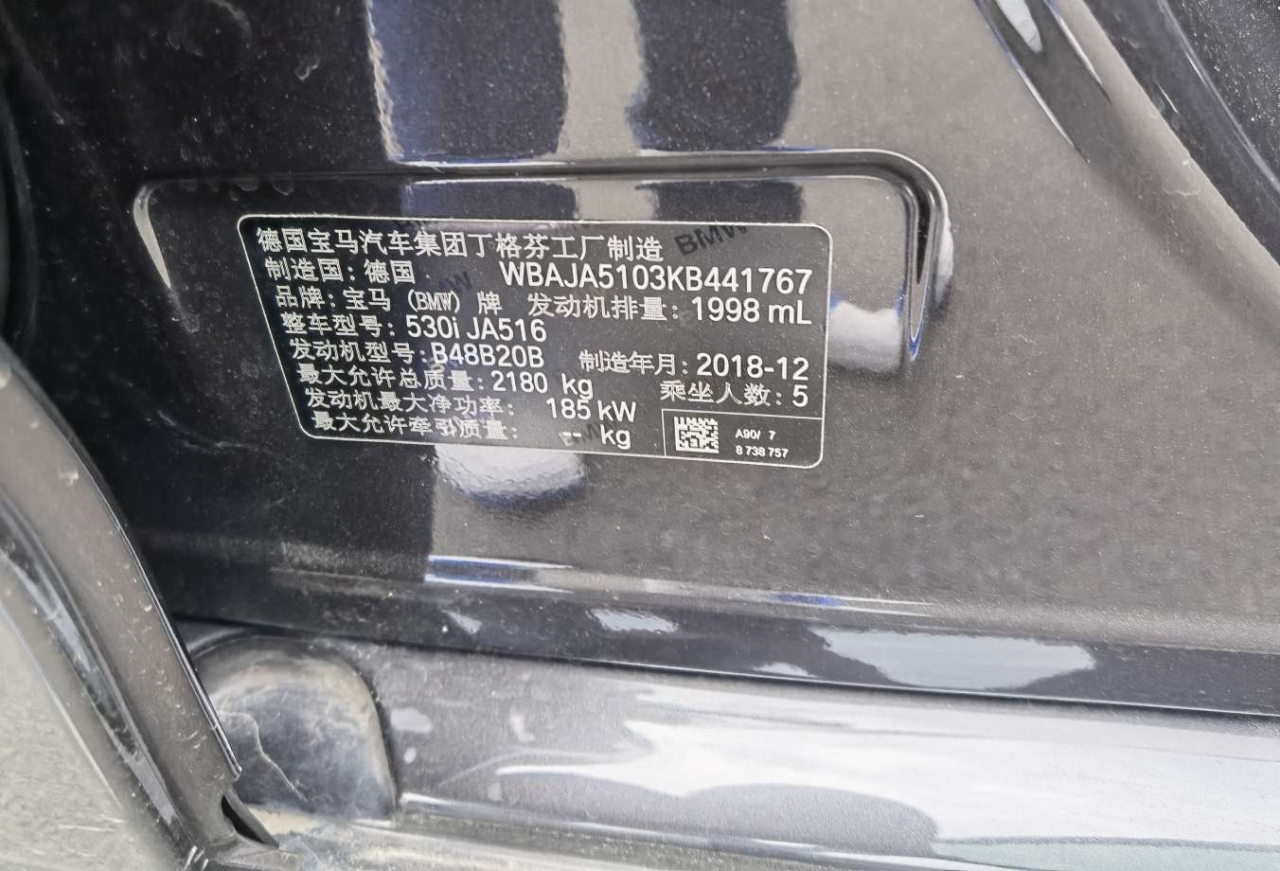 德国宝马汽车集团丁格芬工厂制造
制造国: 德国 WBAJA5103KB441767
品牌: 宝马 (BMW) 牌 发动机排量: 1998 mL
整车型号: 530i JA516
发动机型号: B48B20B 制造年月: 2018-12
最大允许总质量: 2180 kg 乘坐人数: 5
发动机最大净功率: 185 kW
最大允许牵引质量: -- kg
A90/ 7
8 738 757
BMW